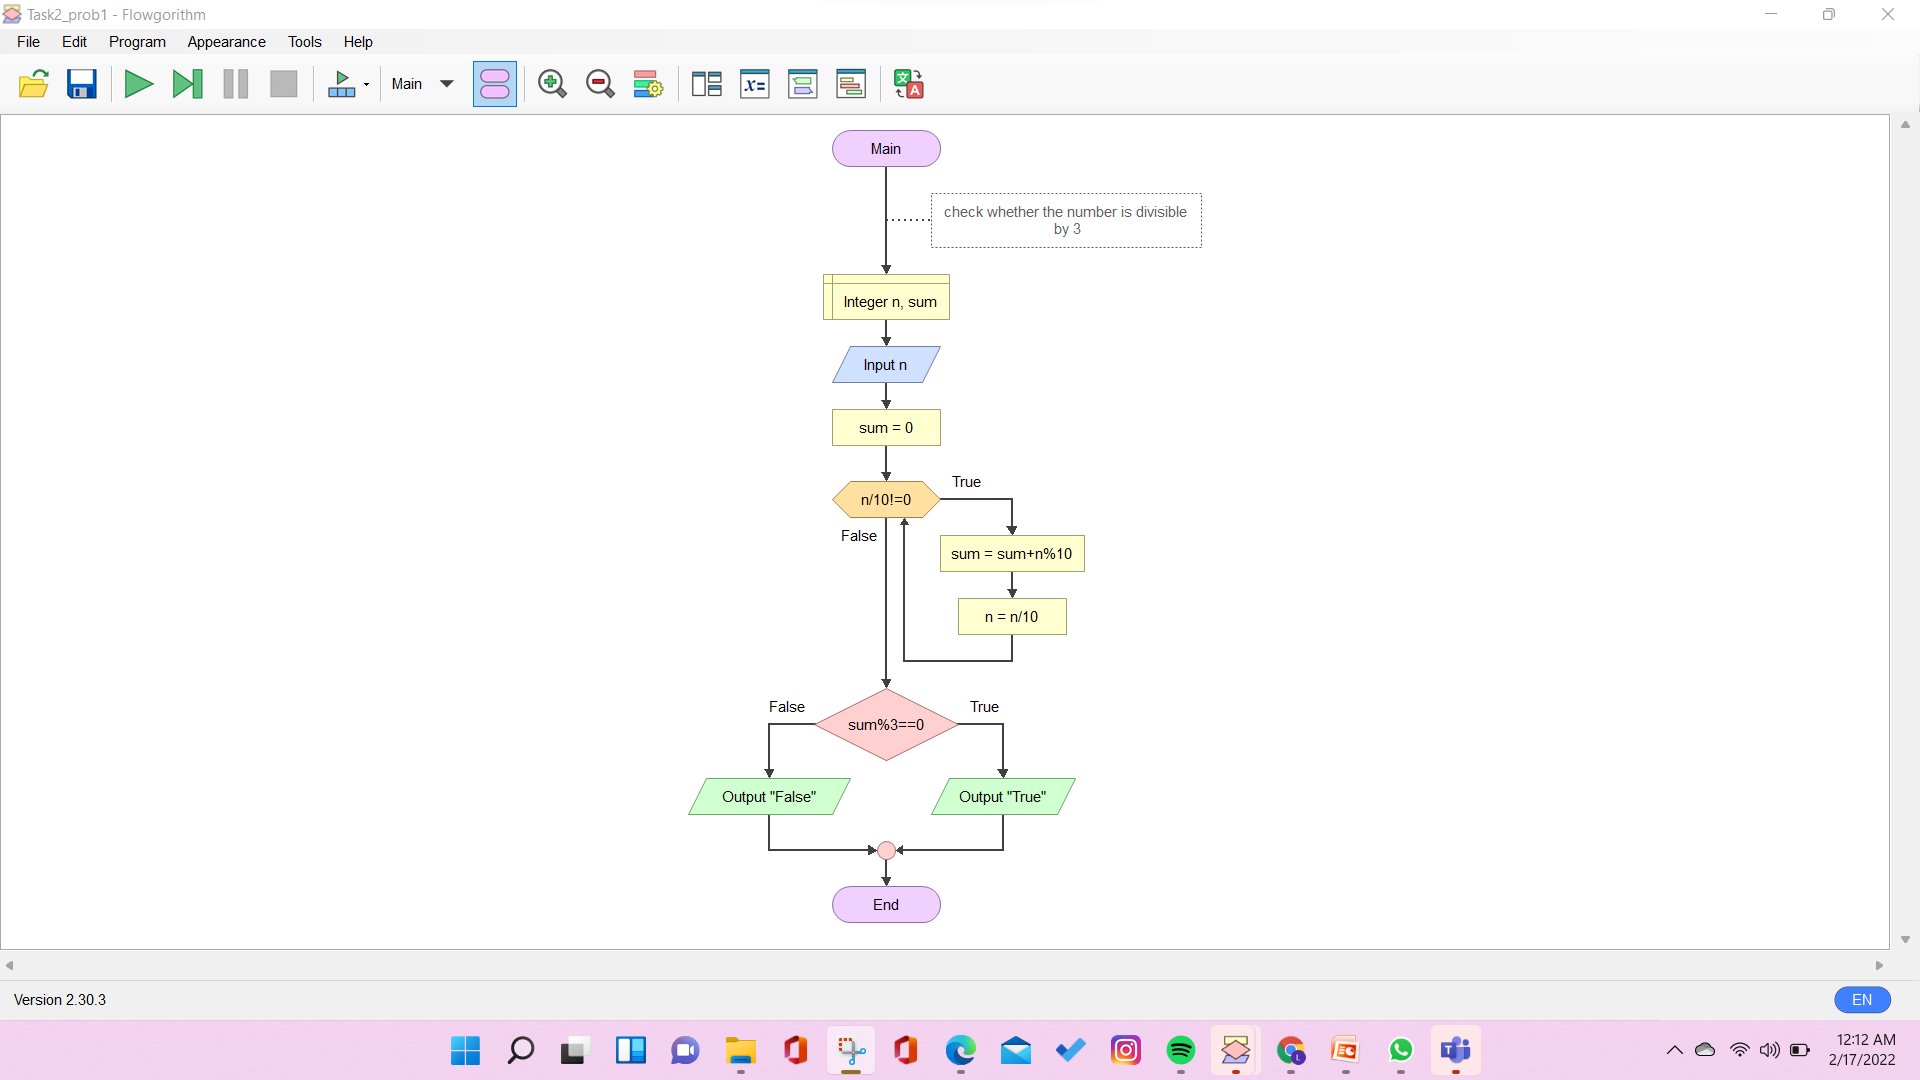 Task2_prob1 - Flowgorithm
File Edit Program Appearance Tools Help
Main
x=
文
A
Main
check whether the number is divisible
by 3
Integer n, sum
Input n
sum = 0
n/10!=0
True
False
sum = sum+n%10
n = n/10
False
True
sum%3==0
Output "False"
Output "True"
End
Version 2.30.3
EN
L
12:12 AM
2/17/2022